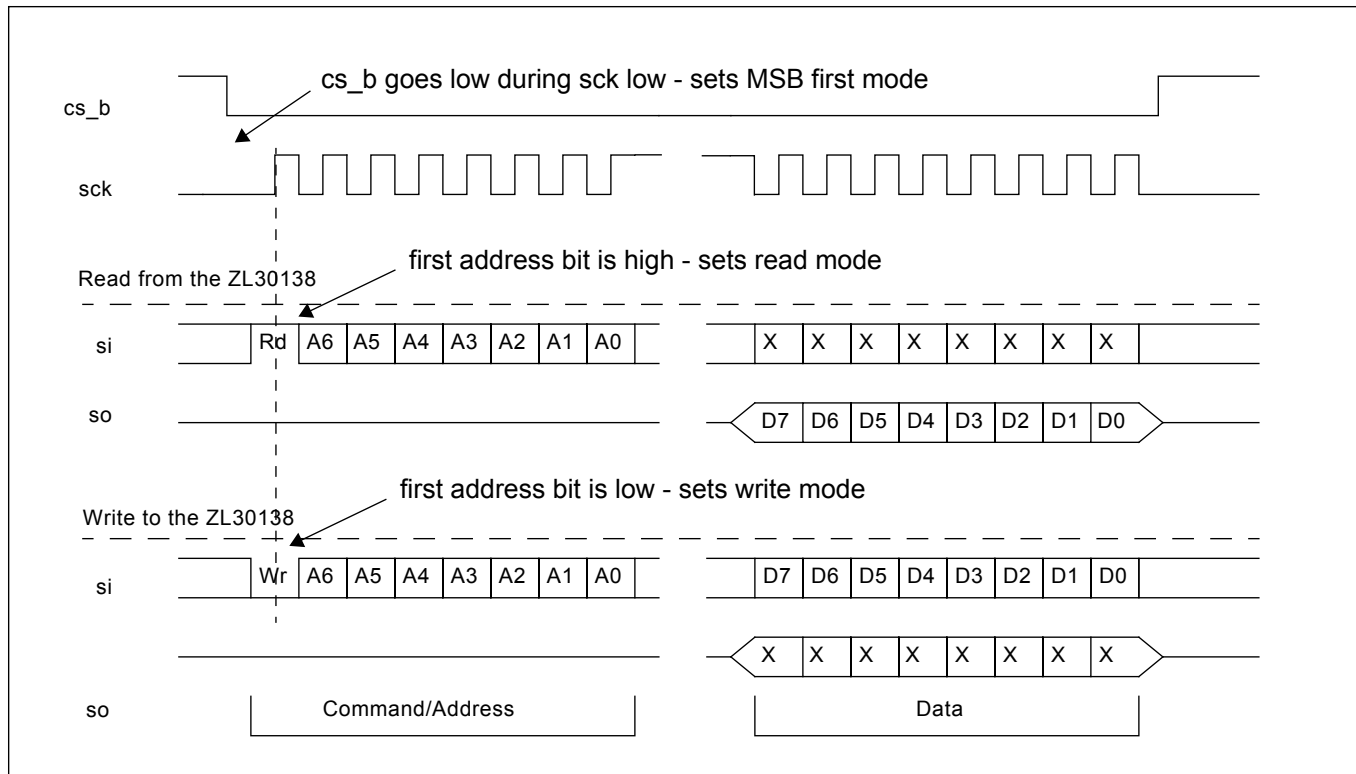 cs_b goes low during sck low - sets MSB first mode
cs_b
sck
first address bit is high - sets read mode
Read from the ZL30138
si Rd A6 A5 A4 A3 A2 A1 A0 X X X X X X X X
so D7 D6 D5 D4 D3 D2 D1 D0
first address bit is low - sets write mode
Write to the ZL30138
si Wr A6 A5 A4 A3 A2 A1 A0 D7 D6 D5 D4 D3 D2 D1 D0
X X X X X X X X
so Command/Address Data